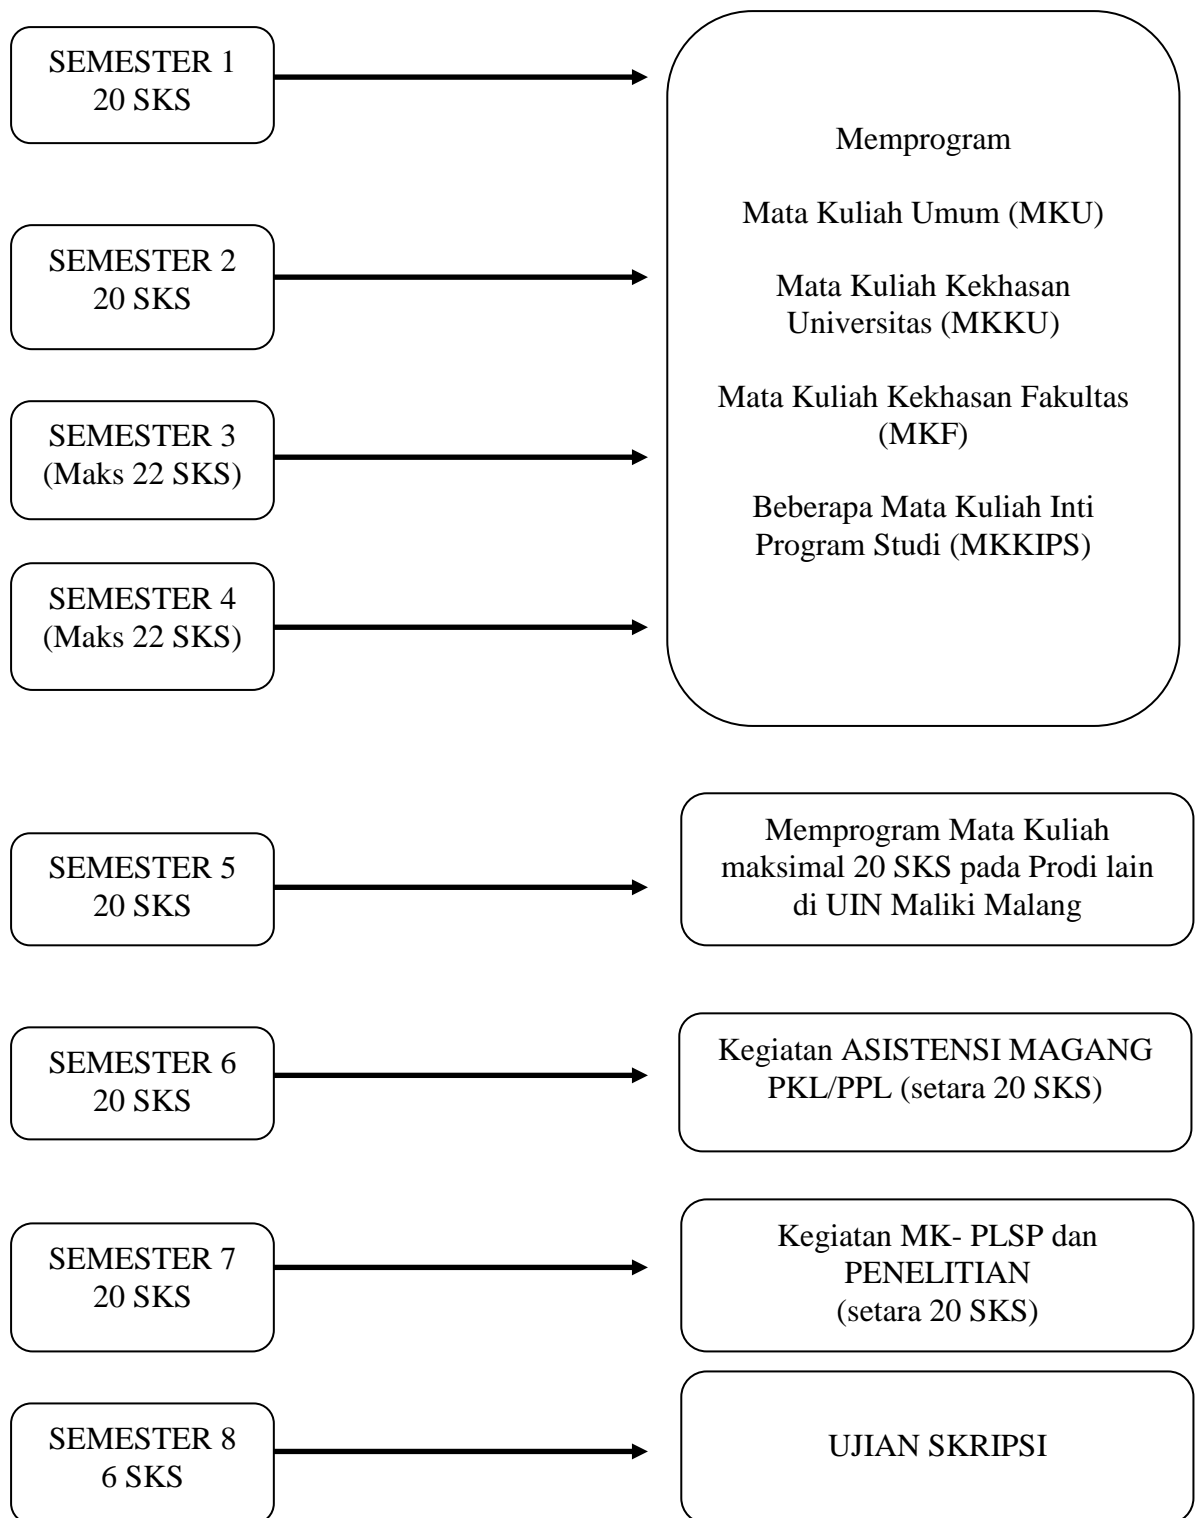 SEMESTER 1
20 SKS
SEMESTER 2
20 SKS
SEMESTER 3
(Maks 22 SKS)
SEMESTER 4
(Maks 22 SKS)
Memprogram
Mata Kuliah Umum (MKU)
Mata Kuliah Kekhasan
Universitas (MKKU)
Mata Kuliah Kekhasan Fakultas
(MKF)
Beberapa Mata Kuliah Inti
Program Studi (MKKIPS)
SEMESTER 5
20 SKS
Memprogram Mata Kuliah
maksimal 20 SKS pada Prodi lain
di UIN Maliki Malang
SEMESTER 6
20 SKS
Kegiatan ASISTENSI MAGANG
PKL/PPL (setara 20 SKS)
SEMESTER 7
20 SKS
Kegiatan MK- PLSP dan
PENELITIAN
(setara 20 SKS)
SEMESTER 8
6 SKS
UJIAN SKRIPSI